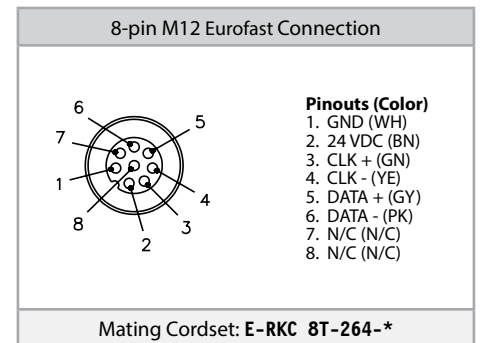 8-pin M12 Eurofast Connection
6
5
7
1
4
8
3
2
Pinouts (Color)
1. GND (WH)
2. 24 VDC (BN)
3. CLK + (GN)
4. CLK - (YE)
5. DATA + (GY)
6. DATA - (PK)
7. N/C (N/C)
8. N/C (N/C)
Mating Cordset: E-RKC 8T-264-*